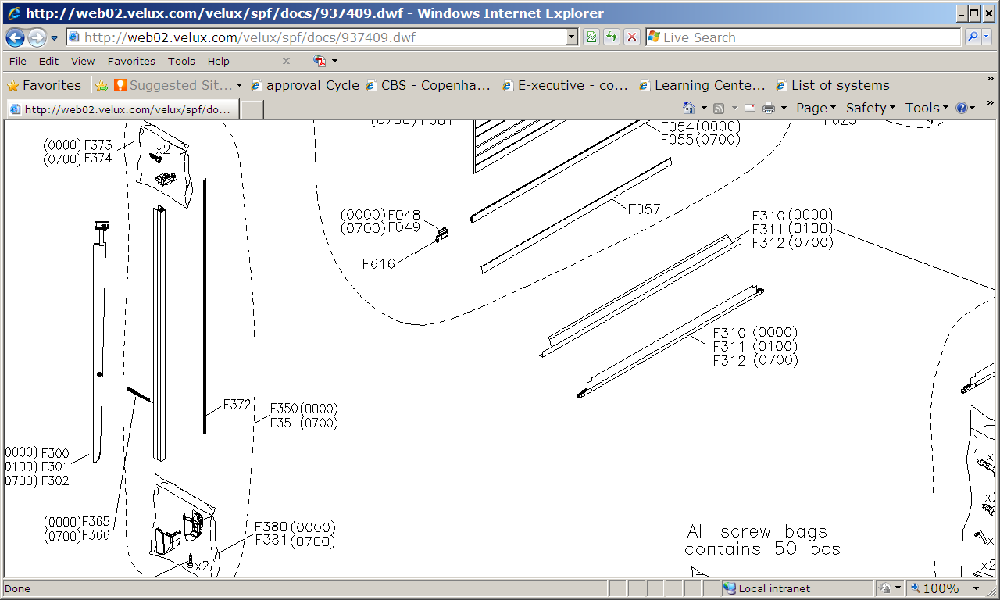 http://web02.velux.com/velux/spf/docs/937409.dwf - Windows Internet Explorer
http://web02.velux.com/velux/spf/docs/937409.dwf
Live Search
File Edit View Favorites Tools Help
Favorites Suggested Sit... approval Cycle CBS - Copenha... E-xecutive - co... Learning Cente... List of systems
http://web02.velux.com/velux/spf/do...
Page Safety Tools
(0000) F373
(0700) F374
x2
F054(0000)
F055(0700)
(0000) F048
(0700) F049
F616
F057
F310 (0000)
F311 (0100)
F312 (0700)
F310 (0000)
F311 (0100)
F312 (0700)
F372
F350(0000)
F351(0700)
0000) F300
0100) F301
0700) F302
(0000)F365
(0700)F366
F380(0000)
F381(0700)
x2
All screw bags
contains 50 pcs
Done
Local intranet
100%